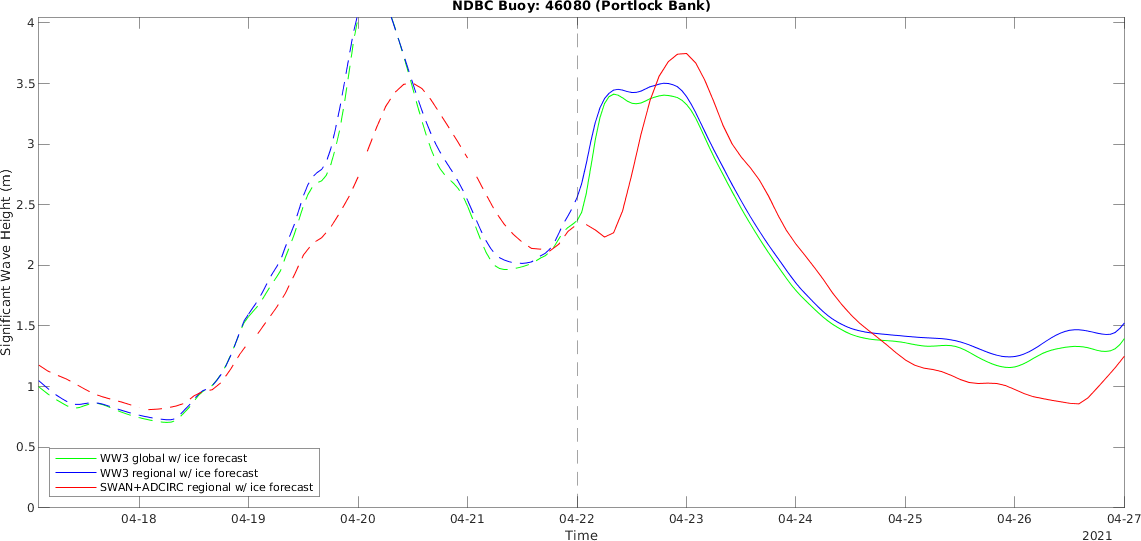 NDBC Buoy: 46080 (Portlock Bank)
Significant Wave Height (m)
4
3.5
3
2.5
2
1.5
1
0.5
0
WW3 global w/ ice forecast
WW3 regional w/ ice forecast
SWAN+ADCIRC regional w/ ice forecast
04-18 04-19 04-20 04-21 04-22 04-23 04-24 04-25 04-26 04-27
Time
2021